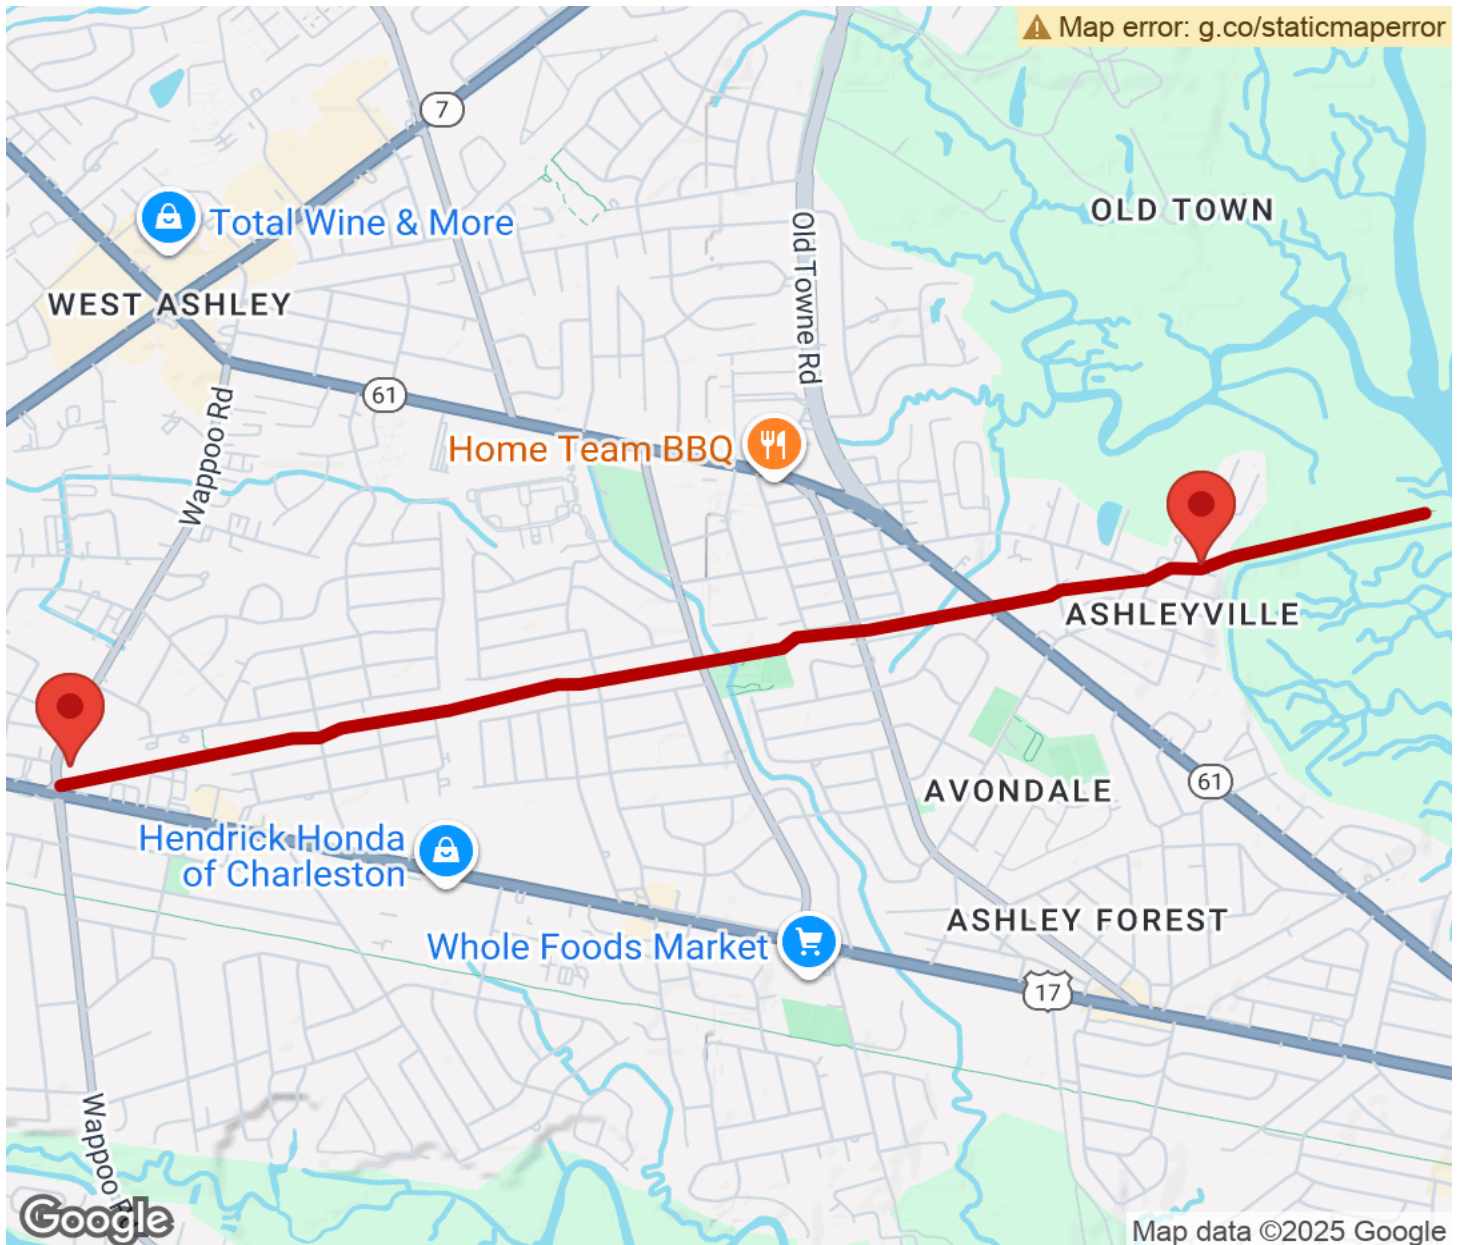 Map error: g.co/staticmaperror
7
OLD TOWN
Total Wine & More
Old Towne Rd
WEST ASHLEY
61
Wappoo Rd
Home Team BBQ
ASHLEYVILLE
61
AVONDALE
Hendrick Honda
of Charleston
ASHLEY FOREST
Whole Foods Market
17
Wappoo Rd
Google
Map data ©2025 Google